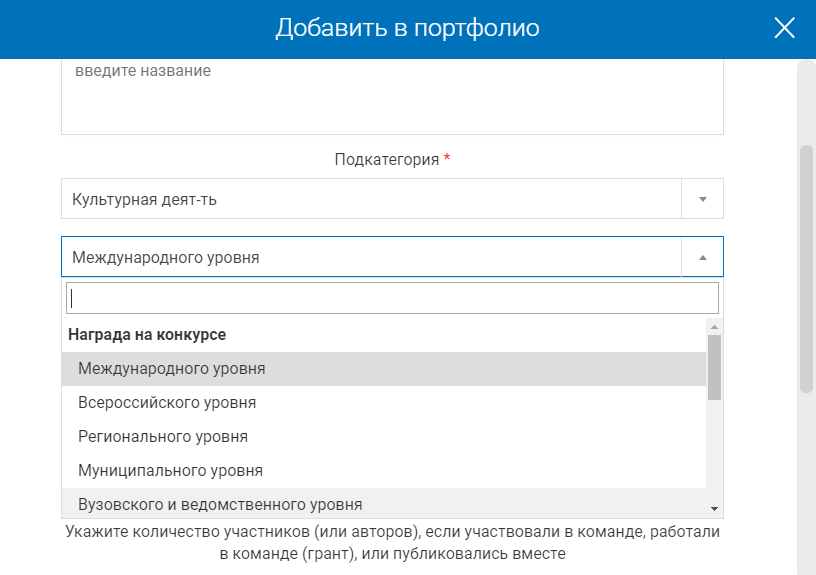 Добавить в портфолио
введите название
Подкатегория *
Культурная деят-ть
Международного уровня
Награда на конкурсе
Международного уровня
Всероссийского уровня
Регионального уровня
Муниципального уровня
Вузовского и ведомственного уровня
Укажите количество участников (или авторов), если участвовали в команде, работали
в команде (грант), или публиковались вместе